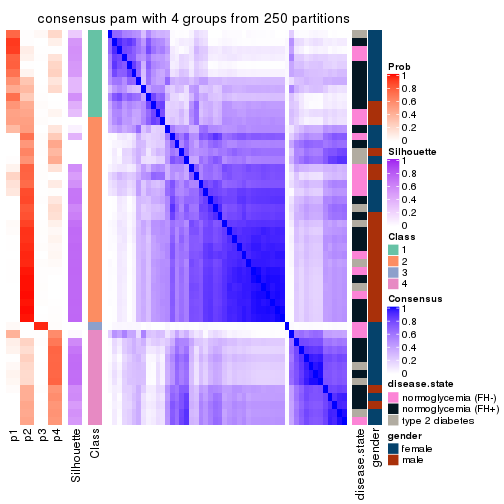 consensus pam with 4 groups from 250 partitions
Prob
1
0.8
0.6
0.4
0.2
0
Silhouette
1
0.8
0.6
0.4
0.2
0
Class
1
2
3
4
Consensus
1
0.8
0.6
0.4
0.2
0
disease.state
normoglycemia (FH-)
normoglycemia (FH+)
type 2 diabetes
gender
female
male
p1
p2
p3
p4
Silhouette
Class
disease.state
gender